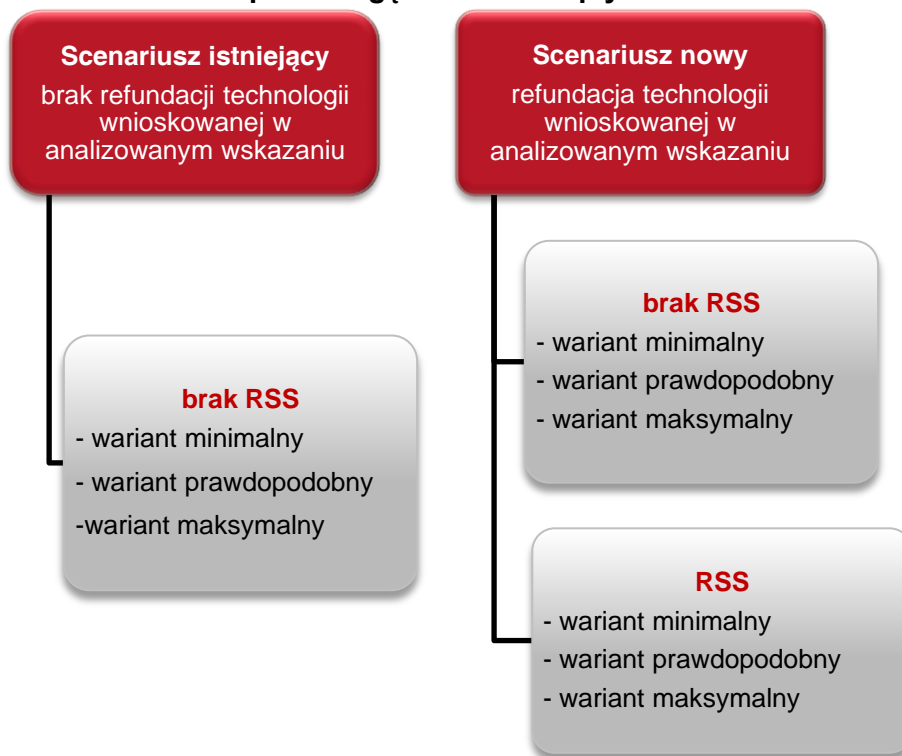 Scenariusz istniejący
brak refundacji technologii
wnioskowanej w
analizowanym wskazaniu
brak RSS
- wariant minimalny
- wariant prawdopodobny
-wariant maksymalny
Scenariusz nowy
refundacja technologii
wnioskowanej w
analizowanym wskazaniu
brak RSS
- wariant minimalny
- wariant prawdopodobny
- wariant maksymalny
RSS
- wariant minimalny
- wariant prawdopodobny
- wariant maksymalny